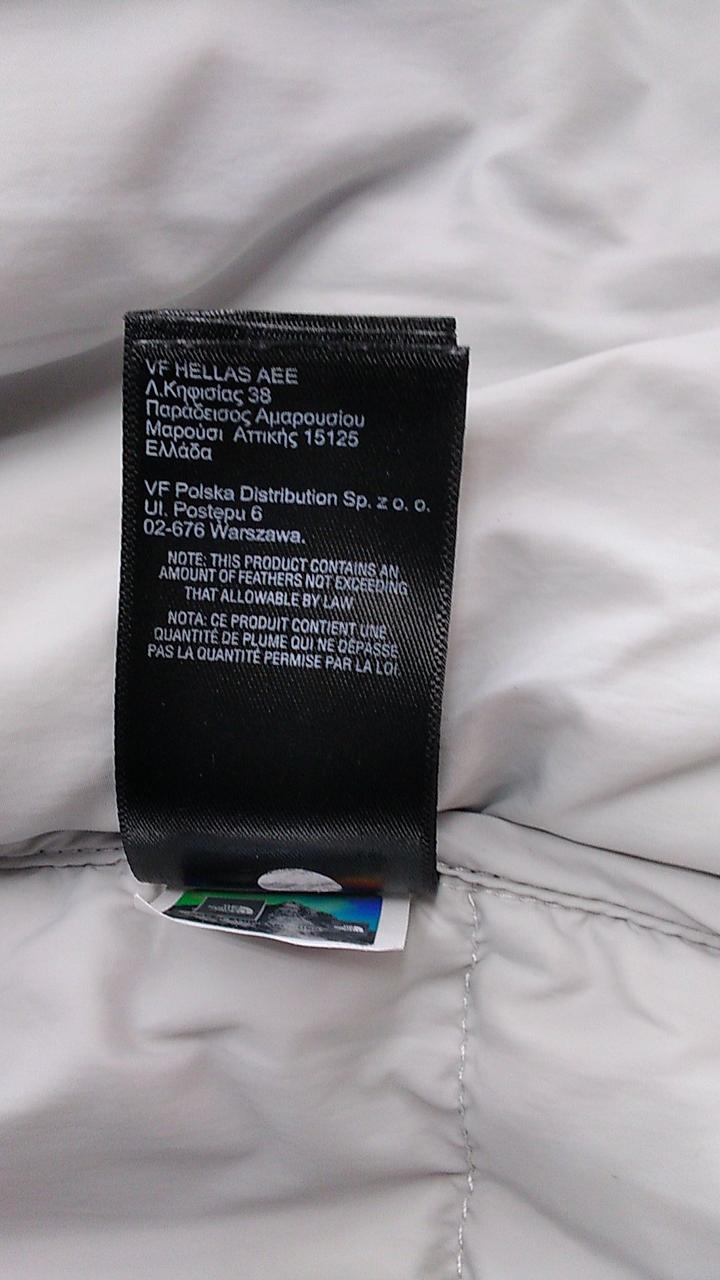 VF HELLAS AEE
Λ.Κηφισίας 38
Παράδεισος Αμαρουσίου
Μαρούσι Αττικής 15125
Ελλάδα
VF Polska Distribution Sp. z o. o.
Ul. Postępu 6
02-676 Warszawa.
NOTE: THIS PRODUCT CONTAINS AN
AMOUNT OF FEATHERS NOT EXCEEDING
THAT ALLOWABLE BY LAW
NOTA: CE PRODUIT CONTIENT UNE
QUANTITÉ DE PLUME QUI NE DÉPASSE
PAS LA QUANTITÉ PERMISE PAR LA LOI